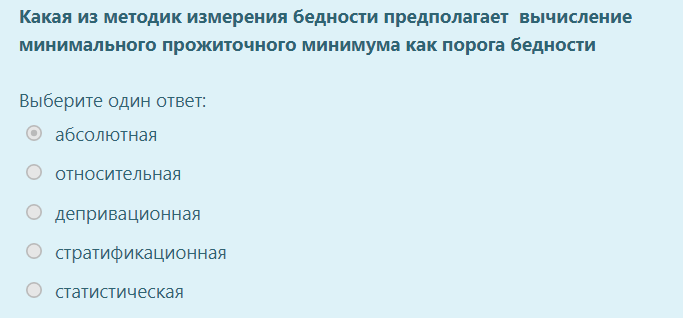 Какая из методик измерения бедности предполагает  вычисление
минимального прожиточного минимума как порога бедности
Выберите один ответ:
абсолютная
относительная
депривационная
стратификационная
статистическая